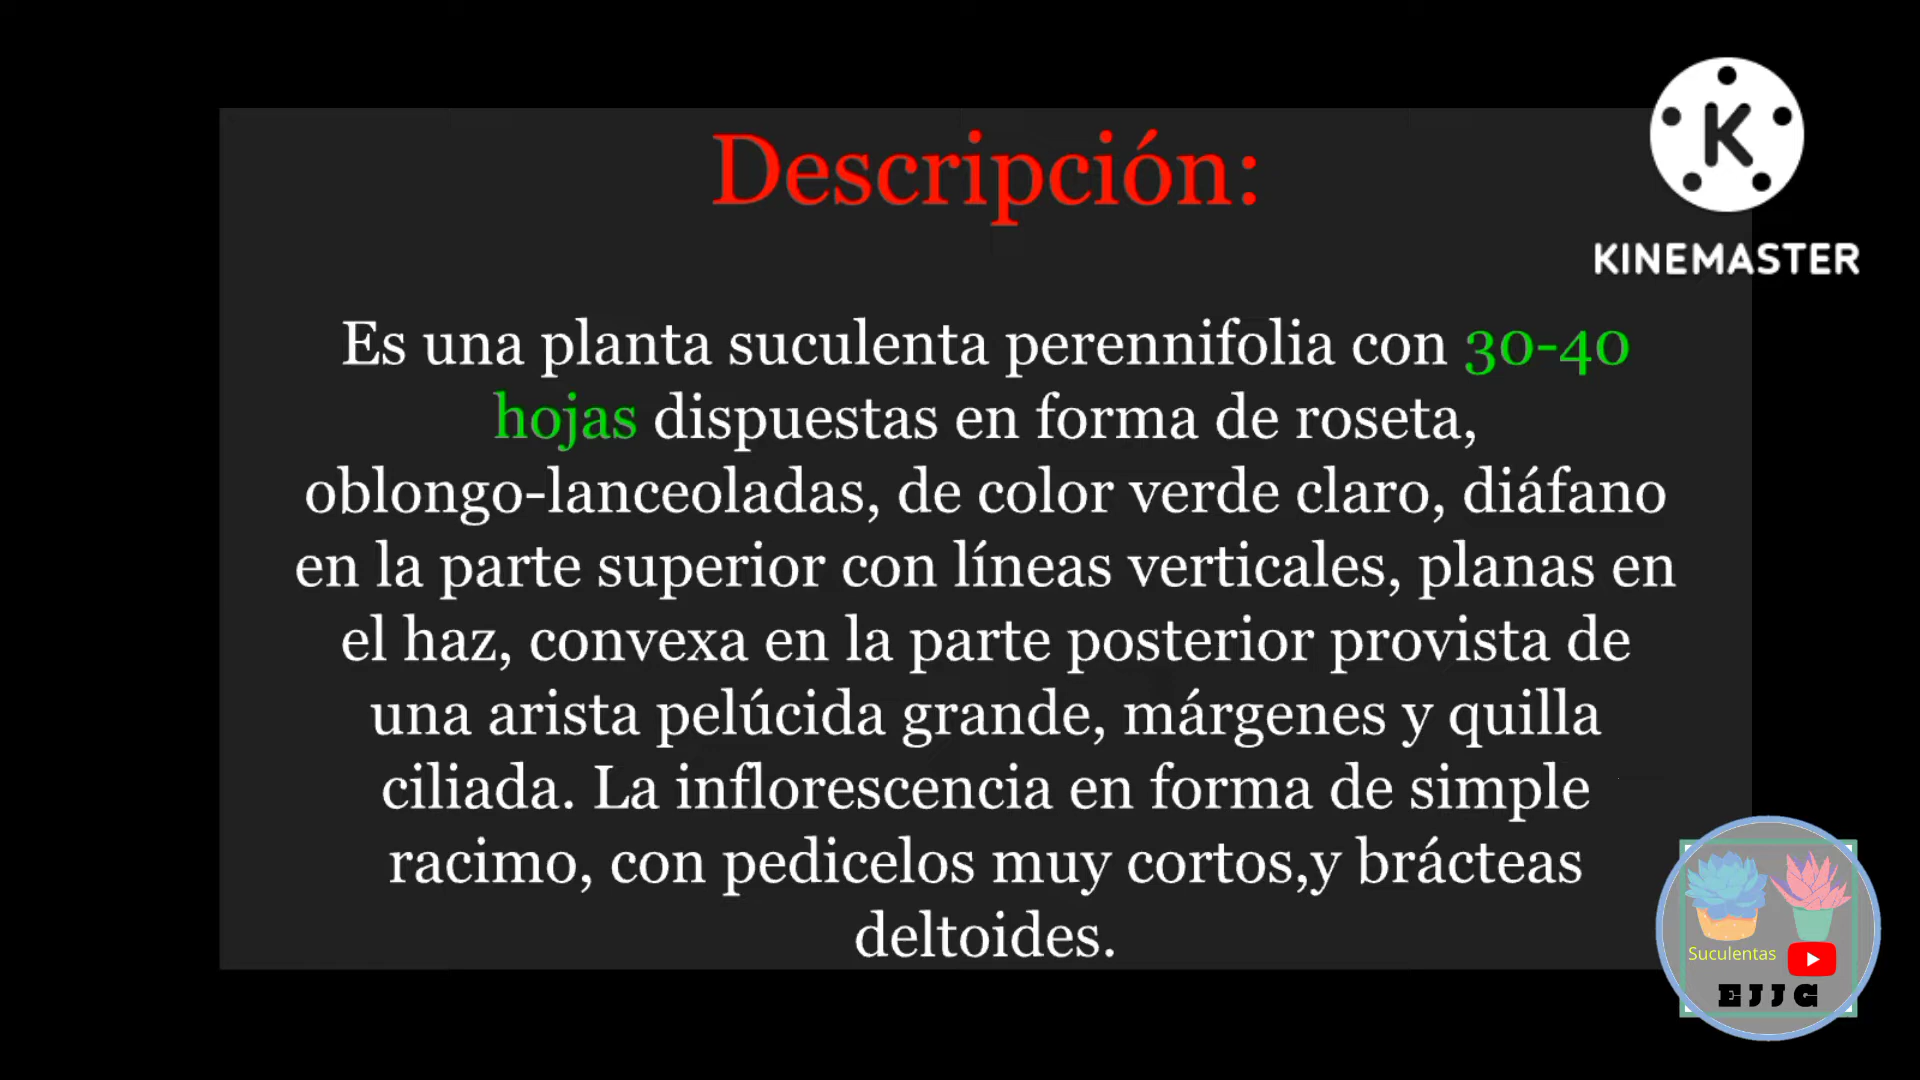 Descripción:
KINEMASTER
Es una planta suculenta perennifolia con 30-40
hojas dispuestas en forma de roseta,
oblongo-lanceoladas, de color verde claro, diáfano
en la parte superior con líneas verticales, planas en
el haz, convexa en la parte posterior provista de
una arista pelúcida grande, márgenes y quilla
ciliada. La inflorescencia en forma de simple
racimo, con pedicelos muy cortos,y brácteas
deltoides.
Suculentas
EJJG